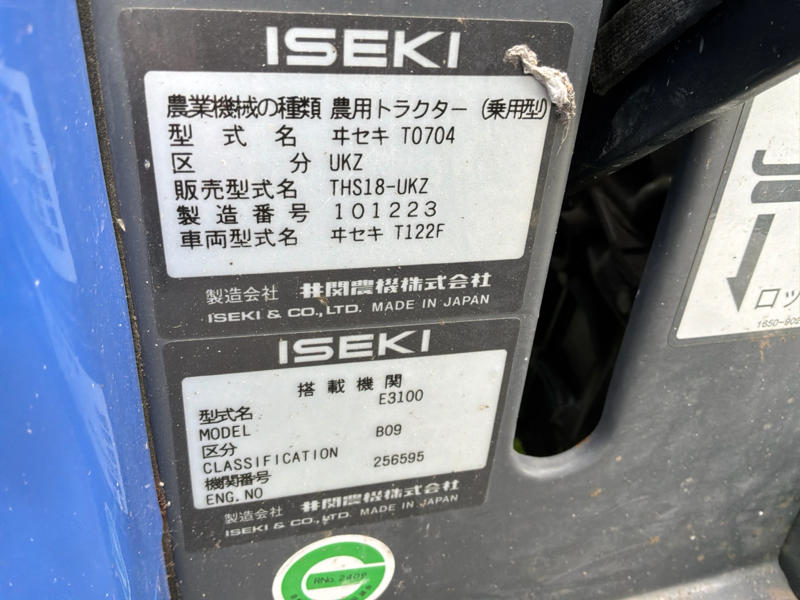 ISEKI
農業機械の種類 農用トラクター (乗用型)
型式名 ヰセキ T0704
区分 UKZ
販売型式名 THS18-UKZ
製造番号 101223
車両型式名 ヰセキ T122F
製造会社 井関農機株式会社
ISEKI & CO., LTD. MADE IN JAPAN
ISEKI
搭載機関
型式名 E3100
MODEL
区分 B09
CLASSIFICATION
機関番号 256595
ENG.NO
製造会社 井関農機株式会社
ISEKI & CO., LTD. MADE IN JAPAN
RNo. 2409
ロッ
1650-902